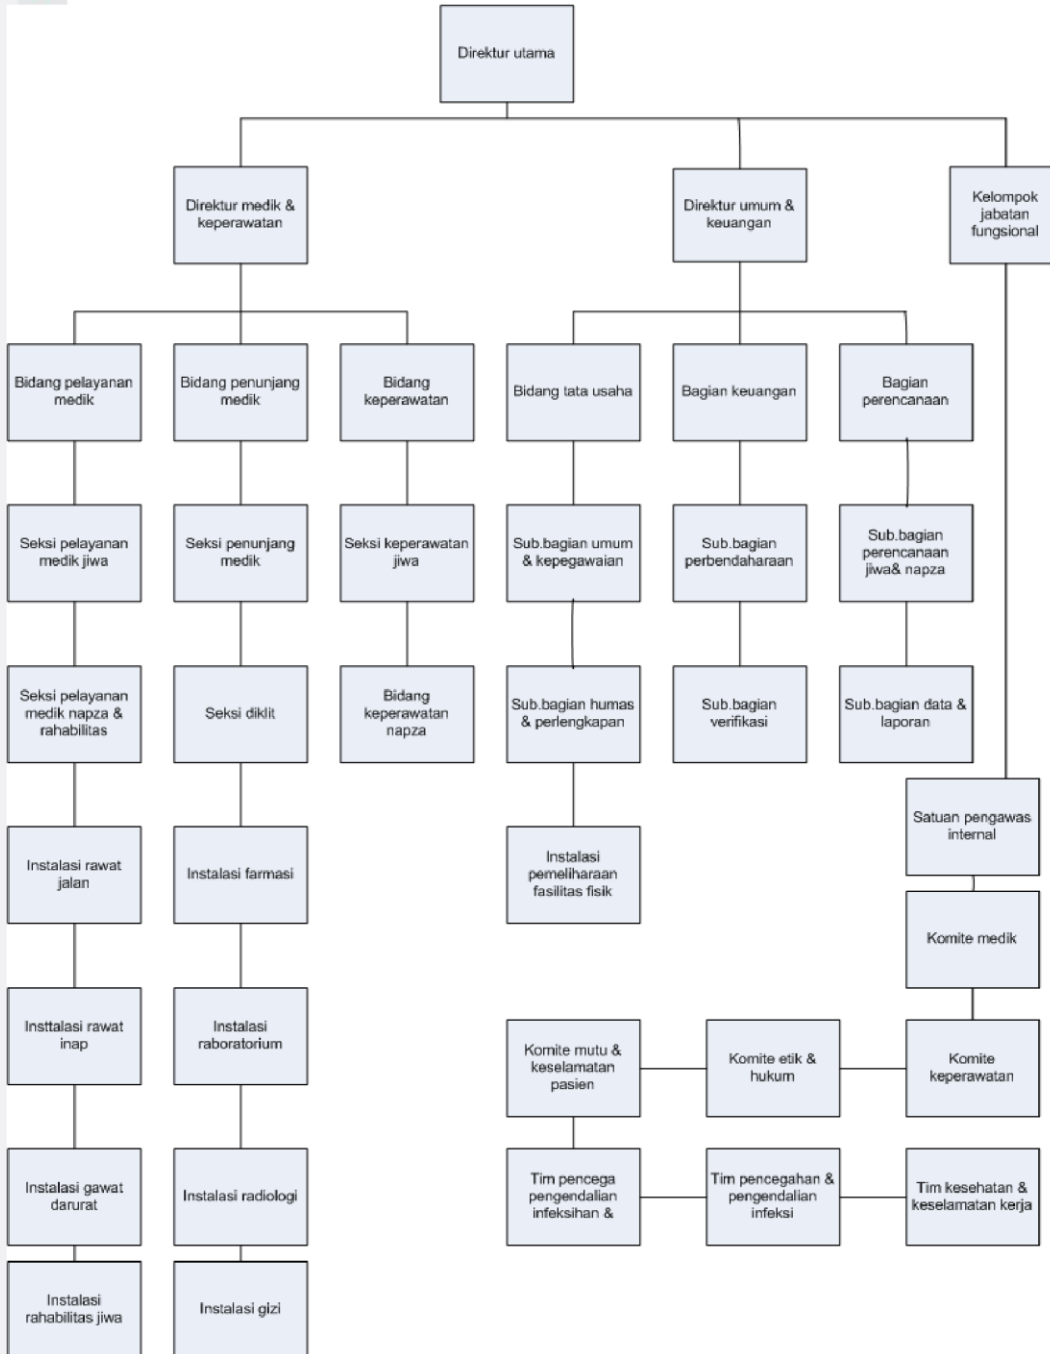 Direktur utama
Direktur medik &
keperawatan
Direktur umum &
keuangan
Kelompok
jabatan
fungsional
Bidang pelayanan
medik
Bidang penunjang
medik
Bidang
keperawatan
Bidang tata usaha
Bagian keuangan
Bagian
perencanaan
Seksi pelayanan
medik jiwa
Seksi penunjang
medik
Seksi keperawatan
jiwa
Sub.bagian umum
& kepegawaian
Sub.bagian
perbendaharaan
Sub.bagian
perencanaan
jiwa& napza
Seksi pelayanan
medik napza &
rahabilitas
Seksi diklit
Bidang
keperawatan
napza
Sub.bagian humas
& perlengkapan
Sub.bagian
verifikasi
Sub.bagian data &
laporan
Satuan pengawas
internal
Instalasi rawat
jalan
Instalasi farmasi
Instalasi
pemeliharaan
fasilitas fisik
Komite medik
Insttalasi rawat
inap
Instalasi
raboratorium
Komite mutu &
keselamatan
pasien
Komite etik &
hukum
Komite
keperawatan
Instalasi gawat
darurat
Instalasi radiologi
Tim pencega
pengendalian
infeksihan &
Tim pencegahan &
pengendalian
infeksi
Tim kesehatan &
keselamatan kerja
Instalasi
rahabilitas jiwa
Instalasi gizi